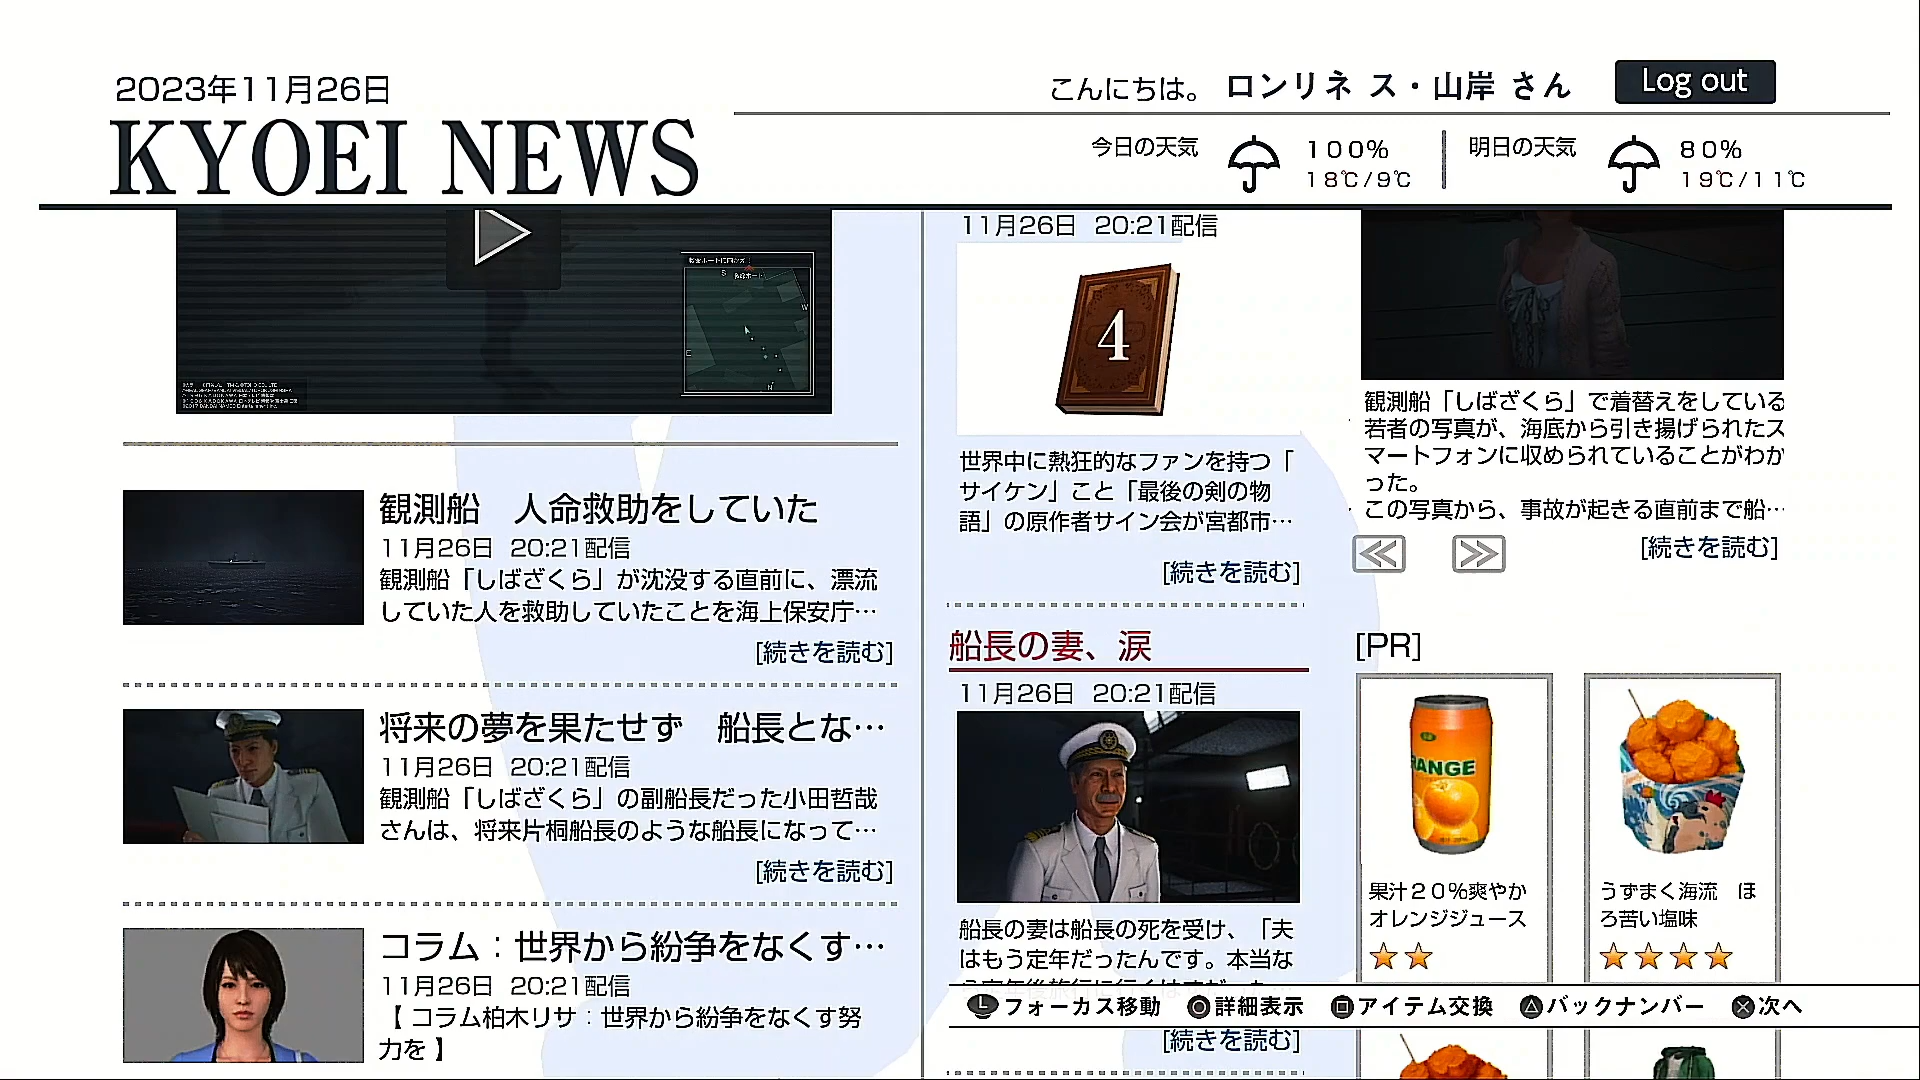 2023年11月26日
KYOEI NEWS
こんにちは。 ロンリネ ス・山岸 さん
Log out
今日の天気
100%
18℃/9℃
明日の天気
80%
19℃/11℃
S
W
E
N
観測船 人命救助をしていた
11月26日 20:21配信
観測船「しばざくら」が沈没する直前に、漂流
していた人を救助していたことを海上保安庁…
[続きを読む]
将来の夢を果たせず 船長とな…
11月26日 20:21配信
観測船「しばざくら」の副船長だった小田哲哉
さんは、将来片桐船長のような船長になって…
[続きを読む]
コラム：世界から紛争をなくす…
11月26日 20:21配信
【コラム柏木リサ：世界から紛争をなくす努
力を】
11月26日 20:21配信
4
世界中に熱狂的なファンを持つ「
サイケン」こと「最後の剣の物
語」の原作者サイン会が宮都市…
[続きを読む]
船長の妻、涙
11月26日 20:21配信
船長の妻は船長の死を受け、「夫
はもう定年だったんです。本当な
[続きを読む]
観測船「しばざくら」で着替えをしている
若者の写真が、海底から引き揚げられたス
マートフォンに収められていることがわか
った。
この写真から、事故が起きる直前まで船…
[続きを読む]
[PR]
RANGE
果汁20%爽やか
オレンジジュース
うずまく海流 ほ
ろ苦い塩味
L フォーカス移動 詳細表示 アイテム交換 バックナンバー 次へ